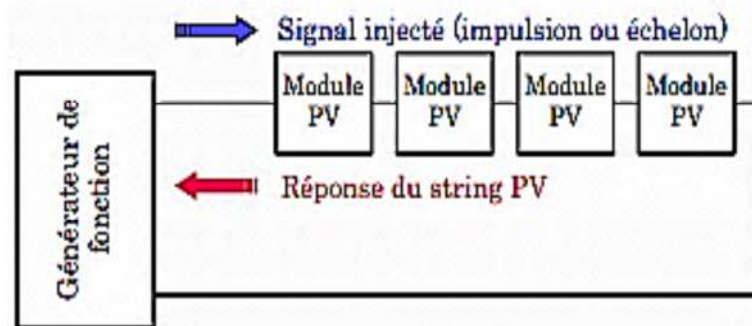 Signal injecté (impulsion ou échelon)
Module
PV
Module
PV
Module
PV
Module
PV
Réponse du string PV
Générateur de
fonction